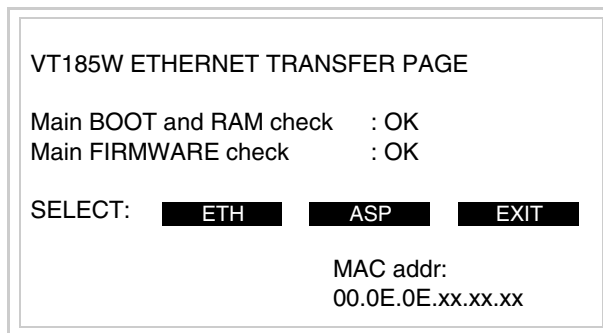 VT185W ETHERNET TRANSFER PAGE
Main BOOT and RAM check : OK
Main FIRMWARE check : OK
SELECT: ETH ASP EXIT
MAC addr:
00.0E.0E.xx.xx.xx